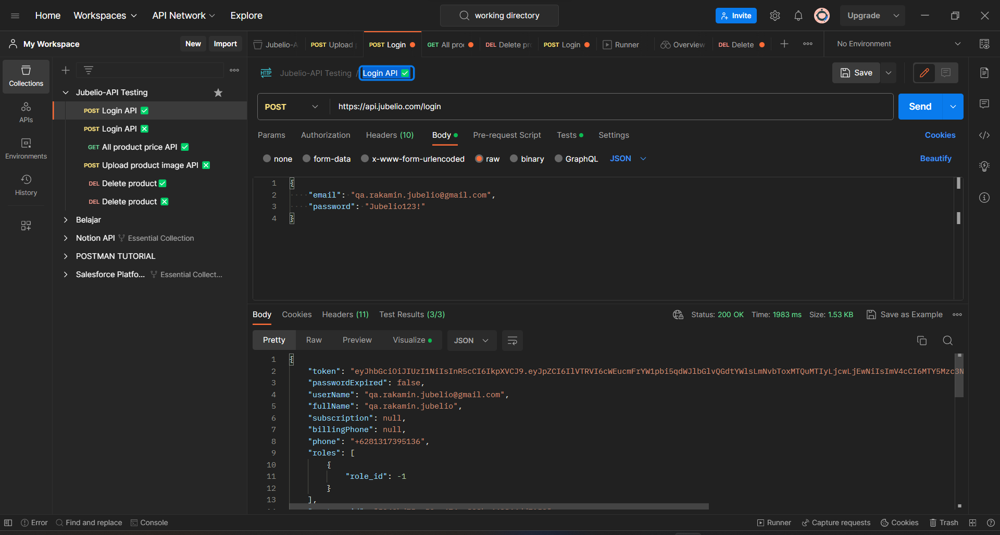 Home Workspaces API Network Explore working directory Invite Upgrade
My Workspace New Import Jubelio-A POST Upload POST Login GET All proc DEL Delete pr POST Login Runner Overview DEL Delete No Environment
Collections
APIs
Environments
History
Jubelio-API Testing
POST Login API ✅
POST Login API ❎
GET All product price API ✅
POST Upload product image API ❎
DEL Delete product✅
DEL Delete product ❎
Belajar
Notion API Essential Collection
POSTMAN TUTORIAL
Salesforce Platfo... Essential Collect...
HTTP Jubelio-API Testing / Login API ✅ Save
POST https://api.jubelio.com/login Send
Params Authorization Headers (10) Body Pre-request Script Tests Settings Cookies
none form-data x-www-form-urlencoded raw binary GraphQL JSON Beautify
1 {
2 "email": "qa.rakamin.jubelio@gmail.com",
3 "password": "Jubelio123!"
4 }
Body Cookies Headers (11) Test Results (3/3) Status: 200 OK Time: 1983 ms Size: 1.53 KB Save as Example
Pretty Raw Preview Visualize JSON
1 {
2 "token": "eyJhbGciOiJIUzI1NiIsInR5cCI6IkpXVCJ9.eyJpZCI6IlVTRVI6cWEucmFrYW1pbi5qdWJlbGlvQGdtYWlsLmNvbToxMTQuMTIyLjcwLjEwNiIsImV4cCI6MTY5Mzc3N
3 "passwordExpired": false,
4 "userName": "qa.rakamin.jubelio@gmail.com",
5 "fullName": "qa.rakamin.jubelio",
6 "subscription": null,
7 "billingPhone": null,
8 "phone": "+6281317395136",
9 "roles": [
10 {
11 "role_id": -1
12 }
13 ],
Error Find and replace Console Runner Capture requests Cookies Trash